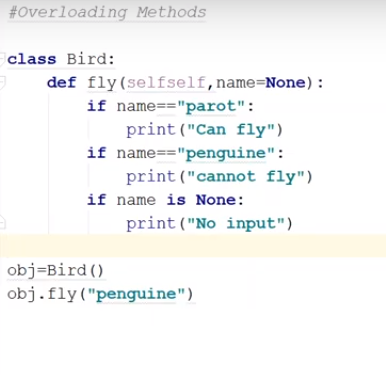 #Overloading Methods
class Bird:
    def fly(selfself,name=None):
        if name=="parot":
            print("Can fly")
        if name=="penguine":
            print("cannot fly")
        if name is None:
            print("No input")
obj=Bird()
obj.fly("penguine")